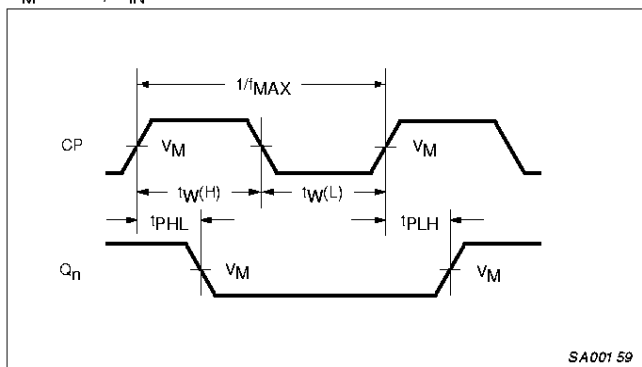 1/fMAX
CP
VM
VM
tW(H)
tW(L)
tPHL
tPLH
Qn
VM
VM
SA00159